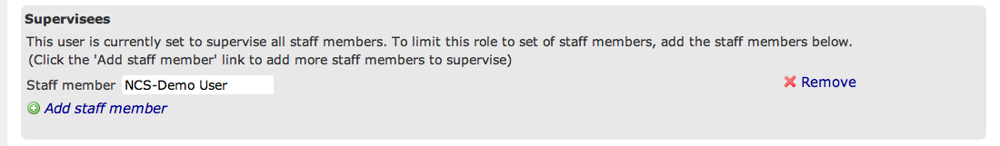 Supervisees
This user is currently set to supervise all staff members. To limit this role to set of staff members, add the staff members below.
(Click the 'Add staff member' link to add more staff members to supervise)
Staff member NCS-Demo User Remove
Add staff member